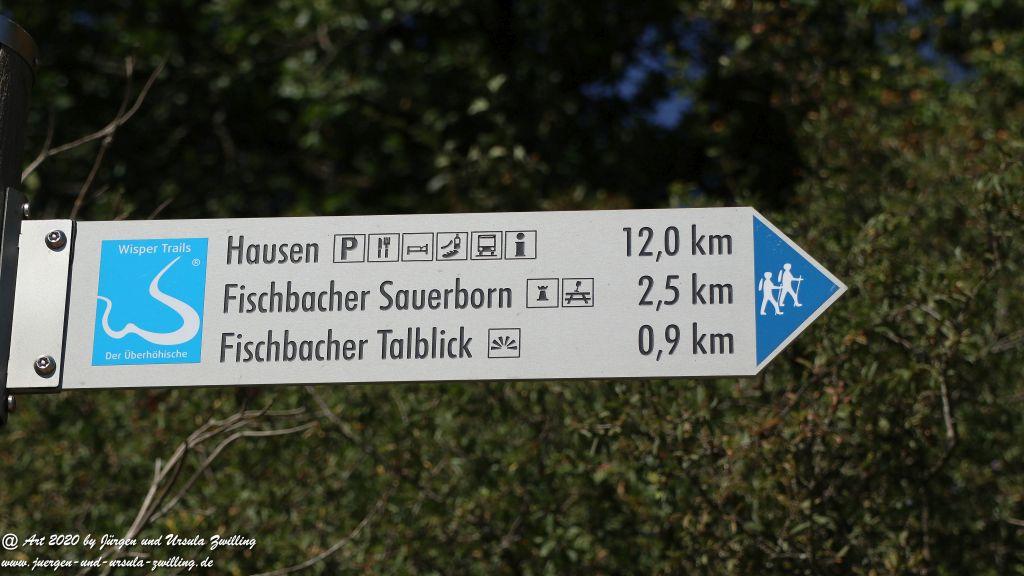 Wisper Trails
®
Der Überhöhische
Hausen P i 12,0 km
Fischbacher Sauerborn 2,5 km
Fischbacher Talblick 0,9 km
@ Art 2020 by Jürgen und Ursula Zwilling
www.juergen-und-ursula-zwilling.de